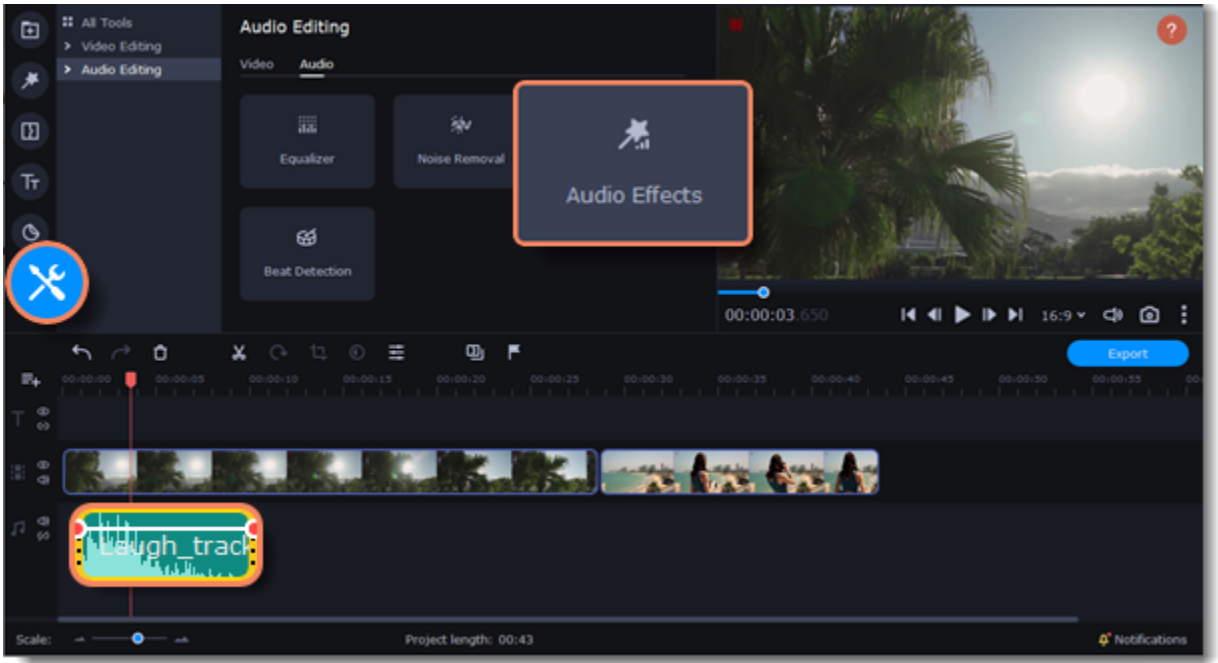 All Tools
Video Editing
Audio Editing
Audio Editing
Video Audio
Equalizer
Noise Removal
Audio Effects
Beat Detection
?
Tт
00:00:03.650
16:9
Export
00:00:00 00:00:05 00:00:10 00:00:15 00:00:20 00:00:25 00:00:30 00:00:35 00:00:40 00:00:45 00:00:50 00:00:55 00:
T
Laugh_track
Scale:
Project length: 00:43
Notifications